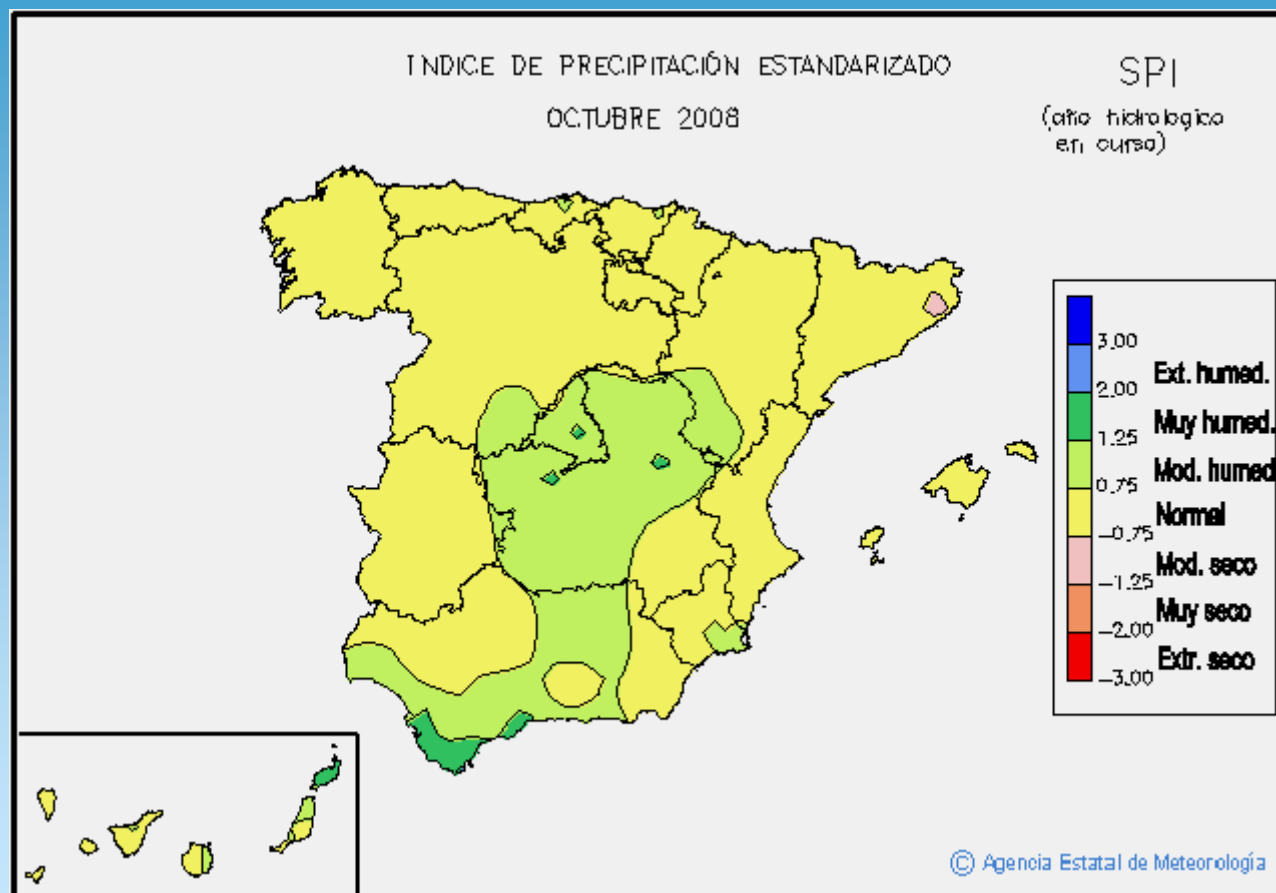 INDICE DE PRECIPITACIÓN ESTANDARIZADO
OCTUBRE 2008
SPI
(año hidrologico
en curso)
3.00
Ext. humed.
2.00
Muy humed.
1.25
Mod. humed
0.75
Normal
-0.75
Mod. seco
-1.25
Muy seco
-2.00
Extr. seco
-3.00
© Agencia Estatal de Meteorología